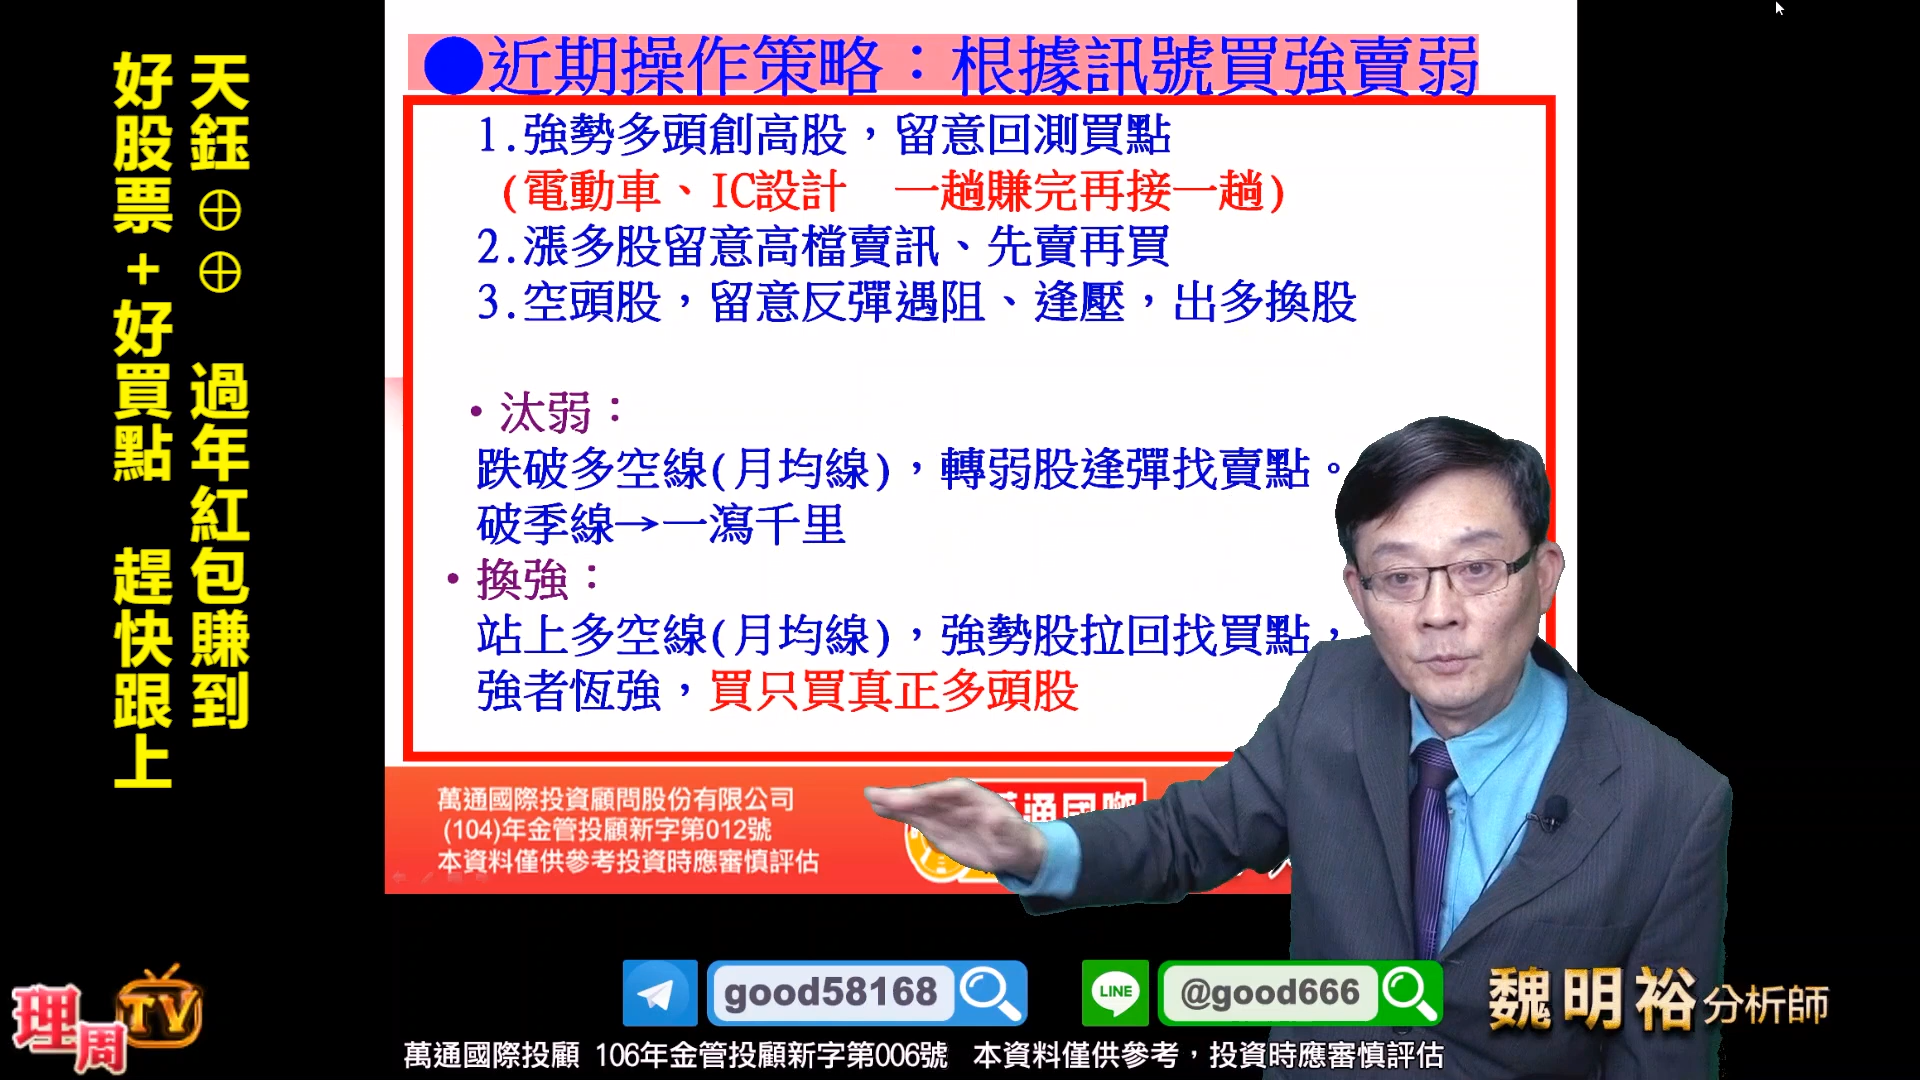 天鈺⊕⊕ 過年紅包賺到
好股票+好買點 趕快跟上
●近期操作策略：根據訊號買強賣弱
1.強勢多頭創高股，留意回測買點
(電動車、IC設計 一趟賺完再接一趟)
2.漲多股留意高檔賣訊、先賣再買
3.空頭股，留意反彈遇阻、逢壓，出多換股
•汰弱：
跌破多空線(月均線)，轉弱股逢彈找賣點。
破季線→一瀉千里
•換強：
站上多空線(月均線)，強勢股拉回找買點，
強者恆強，買只買真正多頭股
萬通國際投資顧問股份有限公司
(104)年金管投顧新字第012號
本資料僅供參考投資時應審慎評估
通國際
理周TV
good58168
LINE
@good666
魏明裕分析師
萬通國際投顧 106年金管投顧新字第006號 本資料僅供參考，投資時應審慎評估